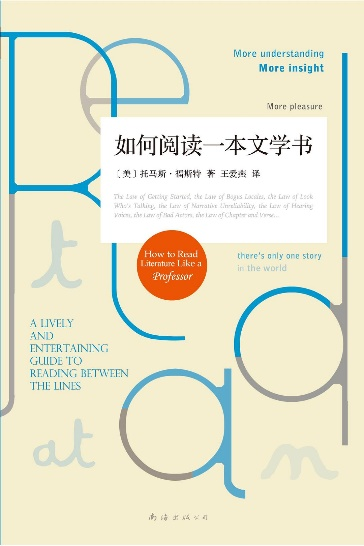 More understanding
More insight
More pleasure
如何阅读一本文学书
〔美〕托马斯·福斯特 著 王爱燕 译
The Law of Getting Started, the Law of Bogus Locales, the Law of Look
Who's Talking, the Law of Narrative Unreliability, the Law of Hearing
Voices, the Law of Bad Actors, the Law of Chapter and Verse...
How to Read
Literature Like a
Professor
there's only one story
in the world
A LIVELY
AND
ENTERTAINING
GUIDE TO
READING BETWEEN
THE LINES
e
t
a
q
at
a
m
南海出版公司